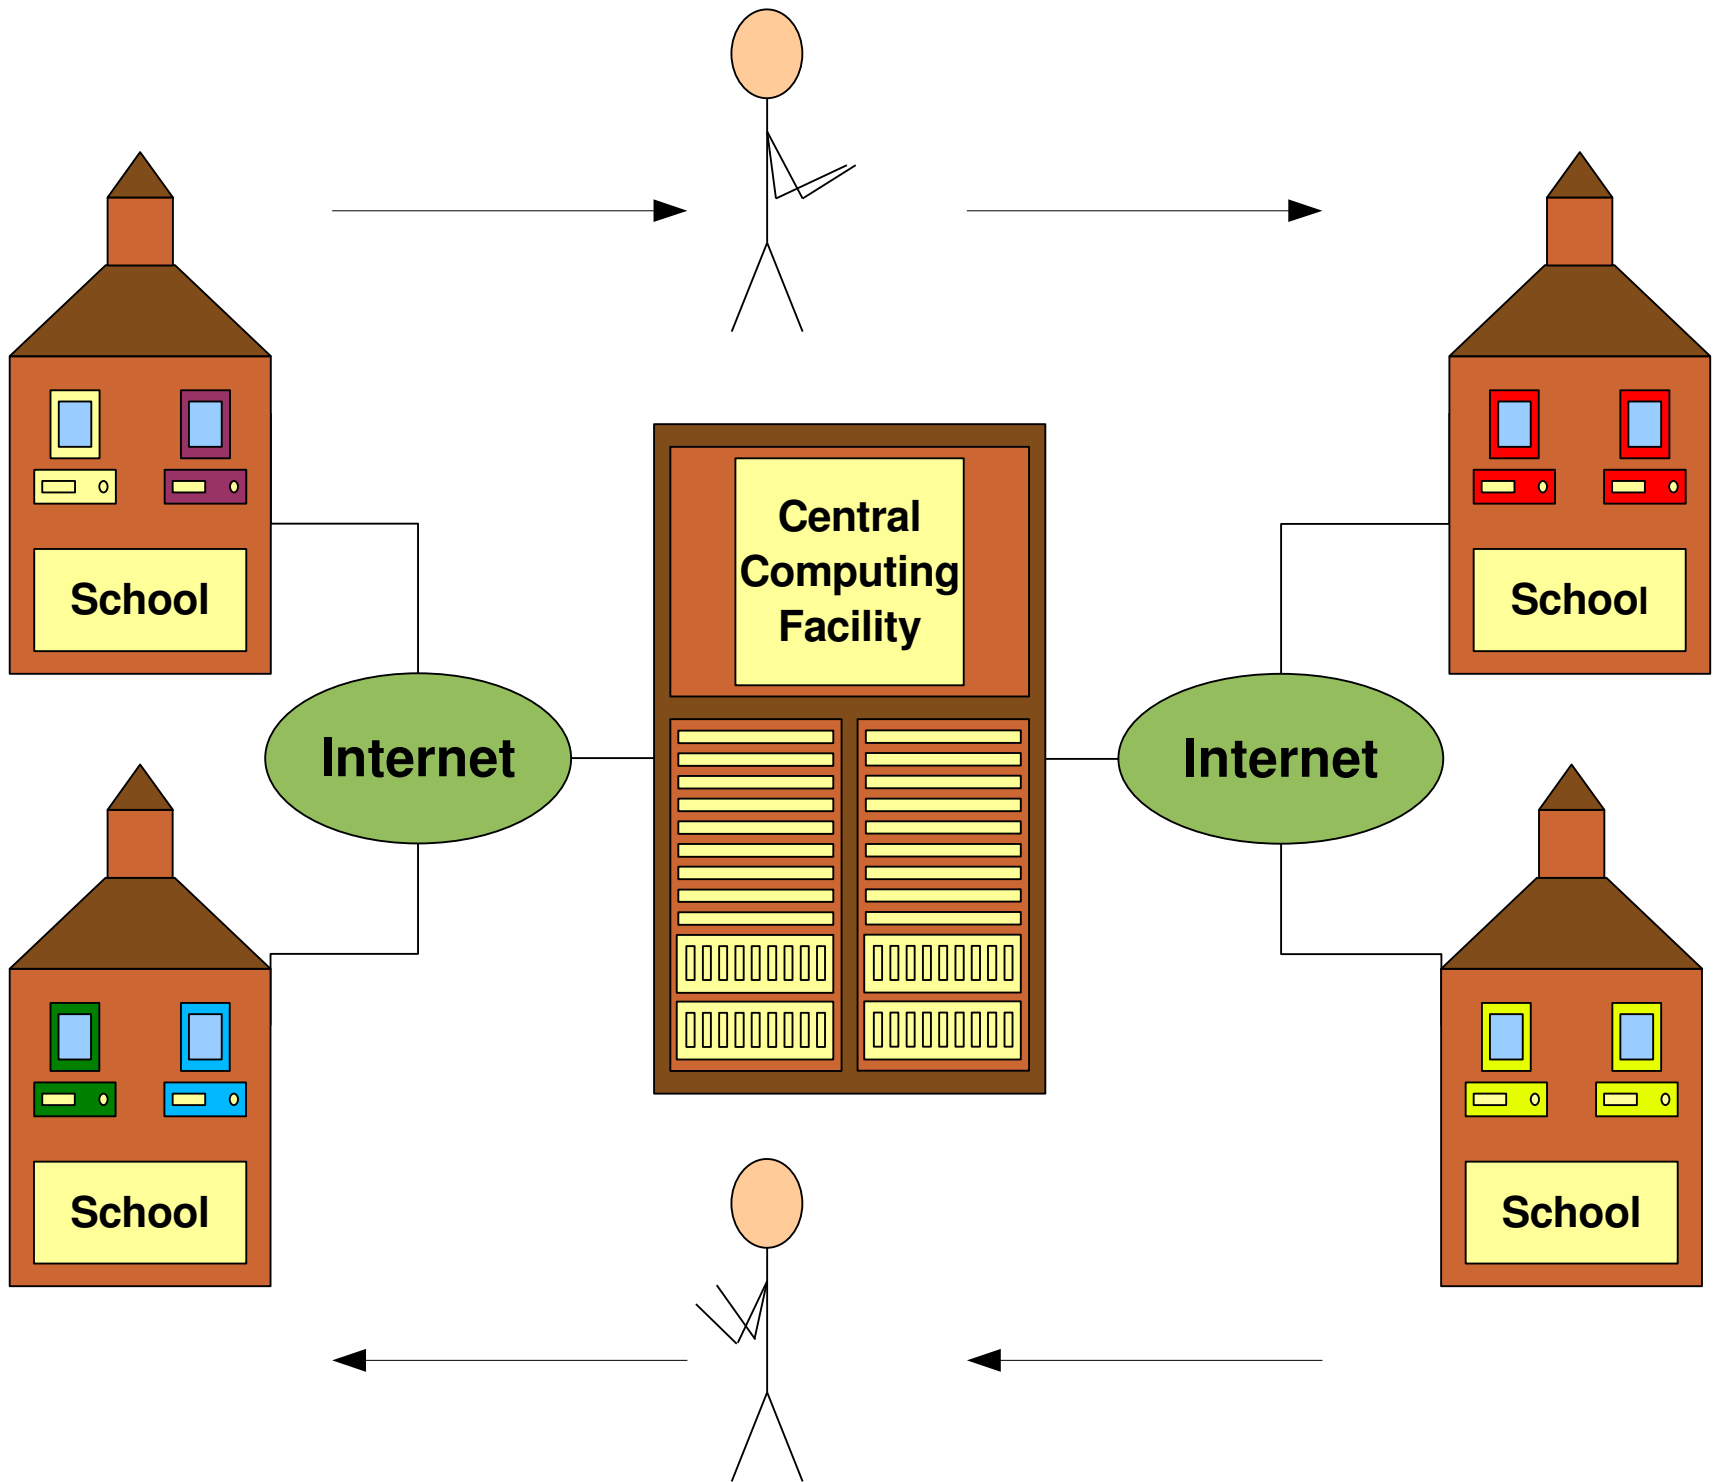 Central
Computing
Facility
School
School
Internet
Internet
School
School